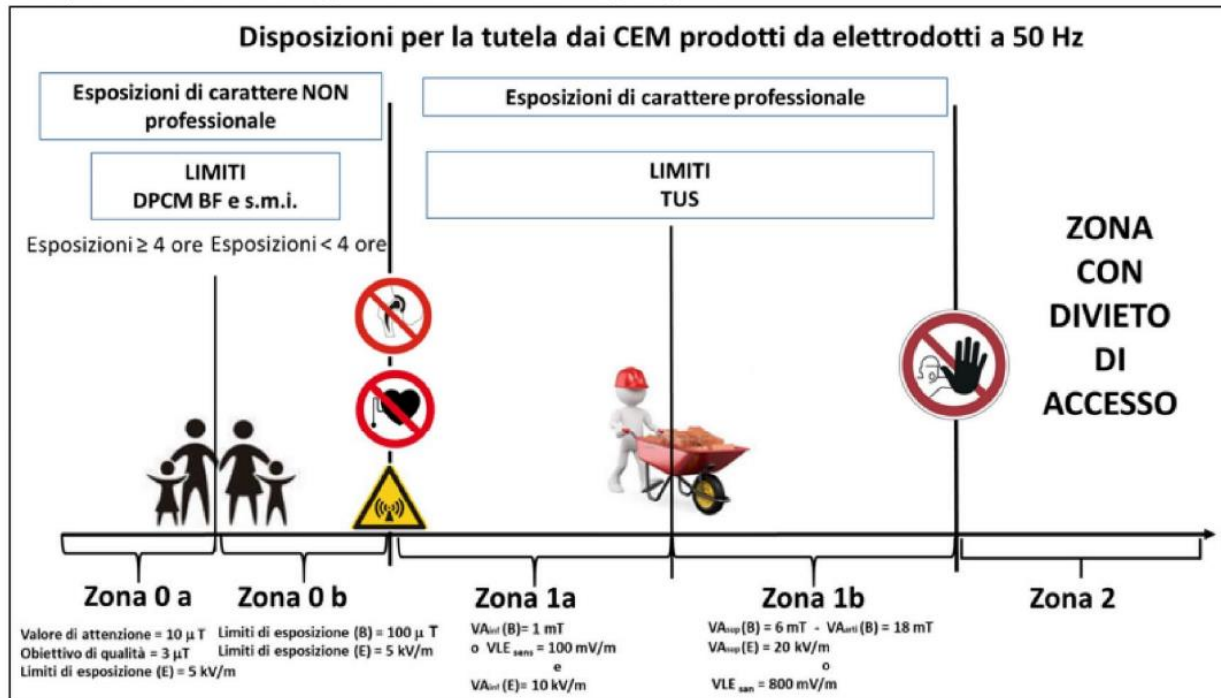 Disposizioni per la tutela dai CEM prodotti da elettrodotti a 50 Hz
Esposizioni di carattere NON
professionale
Esposizioni di carattere professionale
LIMITI
DPCM BF e s.m.i.
LIMITI
TUS
Esposizioni ≥ 4 ore
Esposizioni < 4 ore
ZONA
CON
DIVIETO
DI
ACCESSO
Zona 0 a
Valore di attenzione = 10 μ T
Obiettivo di qualità = 3 μT
Limiti di esposizione (E) = 5 kV/m
Zona 0 b
Limiti di esposizione (B) = 100 μ T
Limiti di esposizione (E) = 5 kV/m
Zona 1a
VAinf (B)= 1 mT
o VLE sens = 100 mV/m
e
VAinf (E)= 10 kV/m
Zona 1b
VAsup (B)= 6 mT - VAarti (B)= 18 mT
VAsup (E)= 20 kV/m
o
VLE san = 800 mV/m
Zona 2